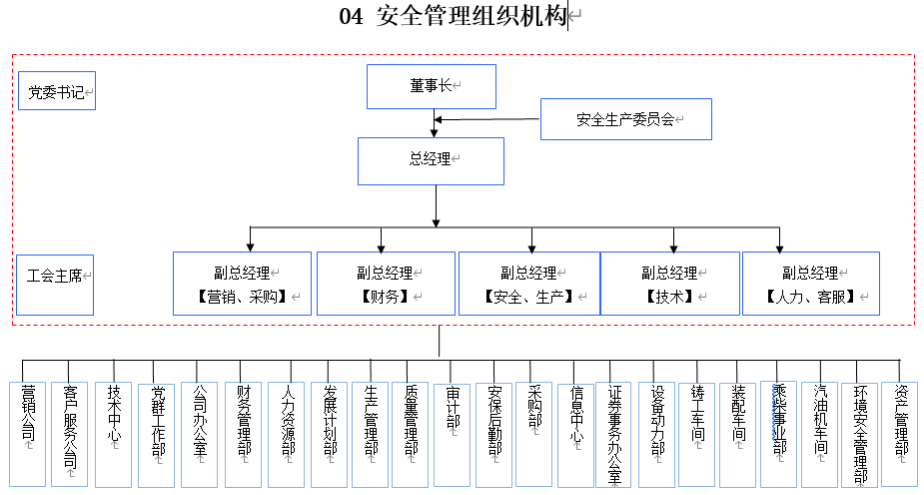 04 安全管理组织机构
党委书记
董事长
安全生产委员会
总经理
工会主席
副总经理
【营销、采购】
副总经理
【财务】
副总经理
【安全、生产】
副总经理
【技术】
副总经理
【人力、客服】
营销公司
客户服务公司
技术中心
党群工作部
公司办公室
财务管理部
人力资源部
发展计划部
生产管理部
质量管理部
审计部
安保后勤部
采购部
信息中心
证券事务办公室
设备动力部
铸工车间
装配车间
乘柴事业部
汽油机车间
环境安全管理部
资产管理部